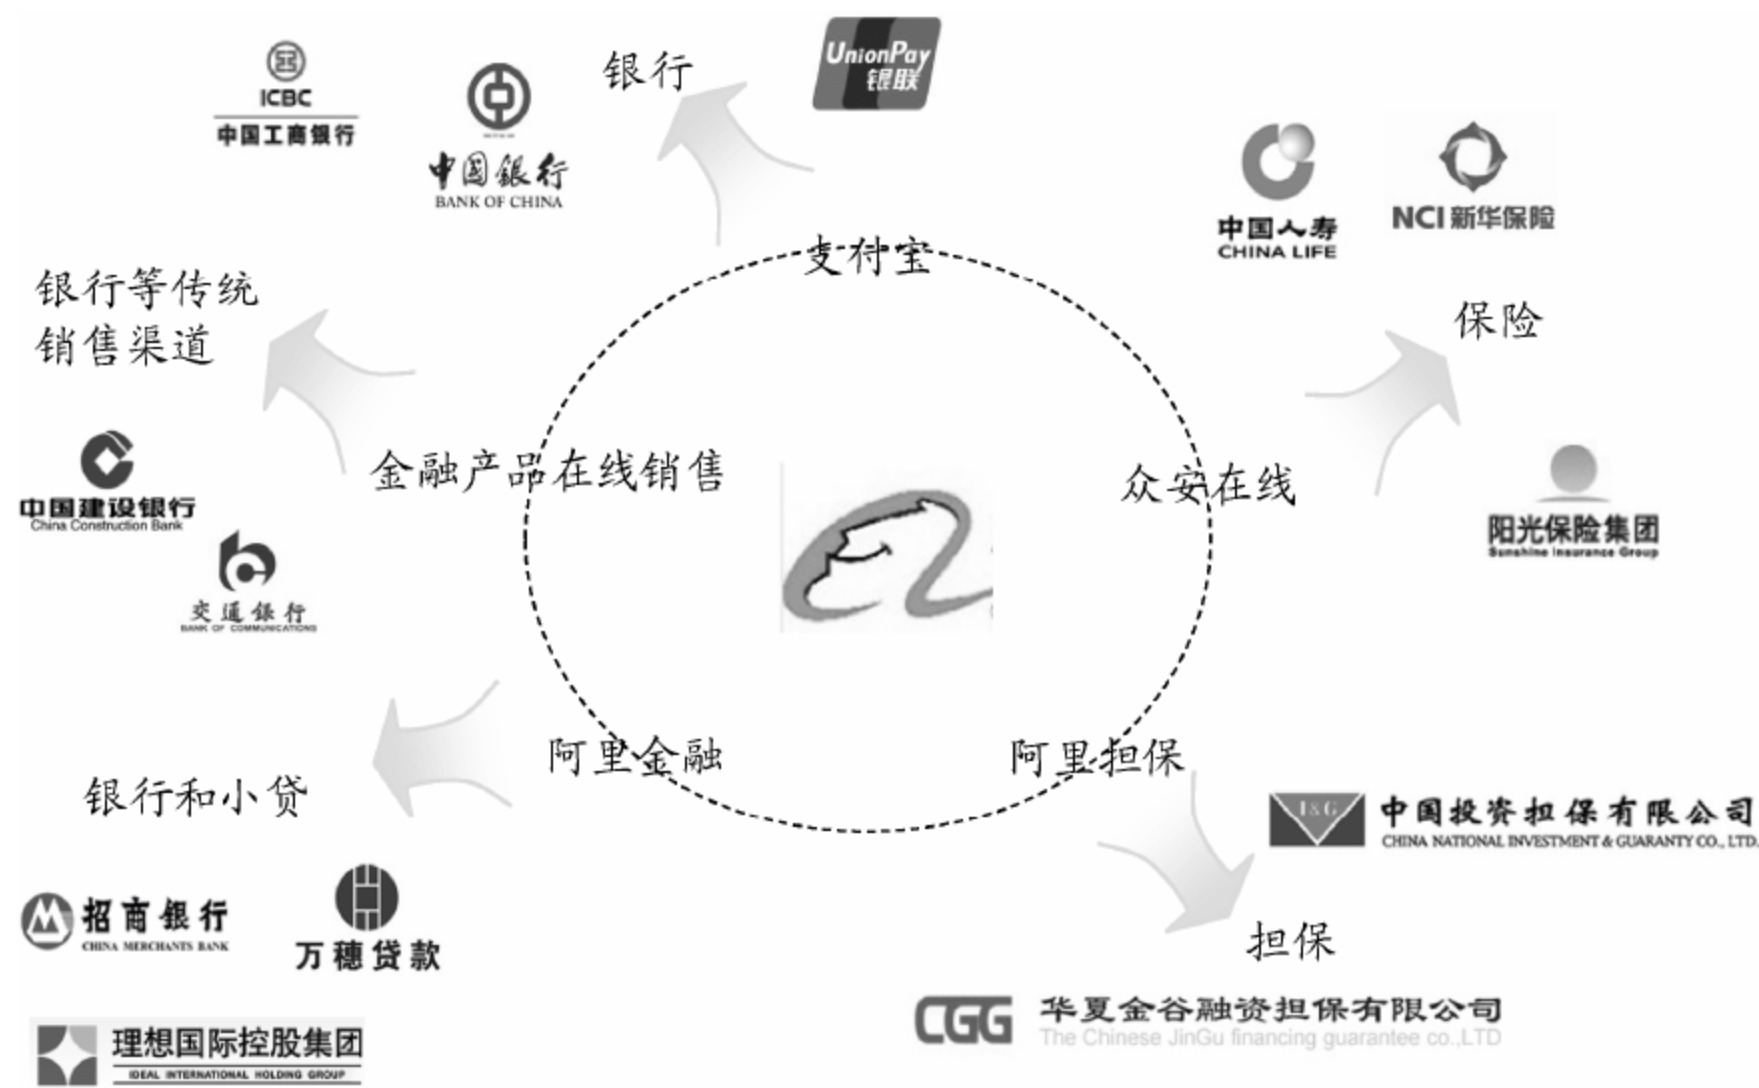 银行
UnionPay
银联
ICBC
中国工商银行
中國銀行
BANK OF CHINA
中国人寿
CHINA LIFE
NCI 新华保险
支付宝
银行等传统
销售渠道
保险
金融产品在线销售
众安在线
中国建设银行
China Construction Bank
阳光保险集团
Sunshine Insurance Group
交通銀行
BANK OF COMMUNICATIONS
阿里金融
阿里担保
银行和小贷
I&G
中国投资担保有限公司
CHINA NATIONAL INVESTMENT & GUARANTY CO., LTD.
招商银行
CHINA MERCHANTS BANK
万穗贷款
担保
CGG
华夏金谷融资担保有限公司
The Chinese JinGu financing guarantee co.,LTD
理想国际控股集团
IDEAL INTERNATIONAL HOLDING GROUP